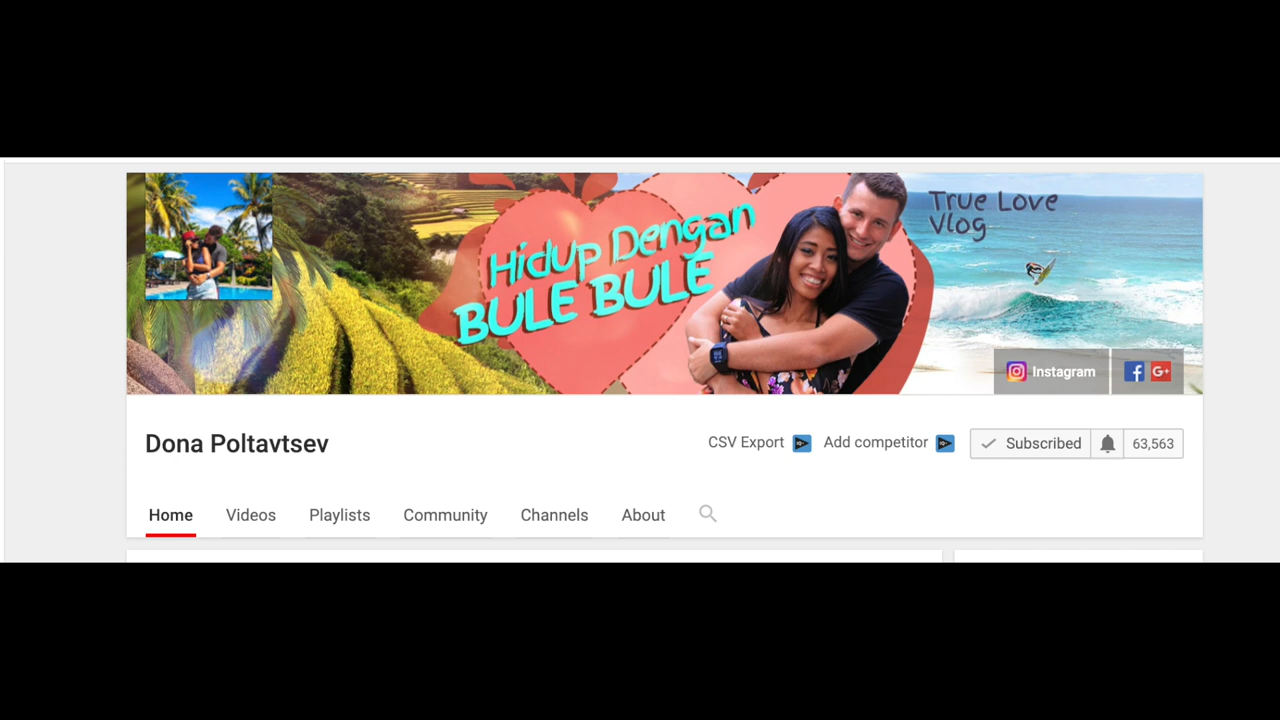 Hidup Dengan
BULE BULE
True Love
Vlog
Instagram
Dona Poltavtsev
CSV Export
Add competitor
Subscribed
63,563
Home
Videos
Playlists
Community
Channels
About